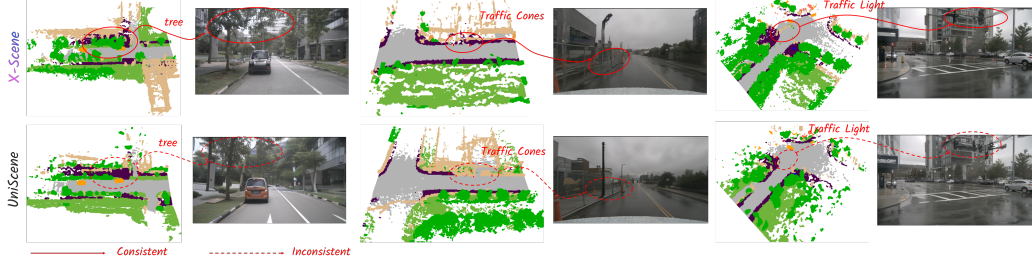 X-Scene
tree
Traffic Cones
Traffic Light
UniScene
tree
Traffic Cones
Traffic Light
Consistent
Inconsistent